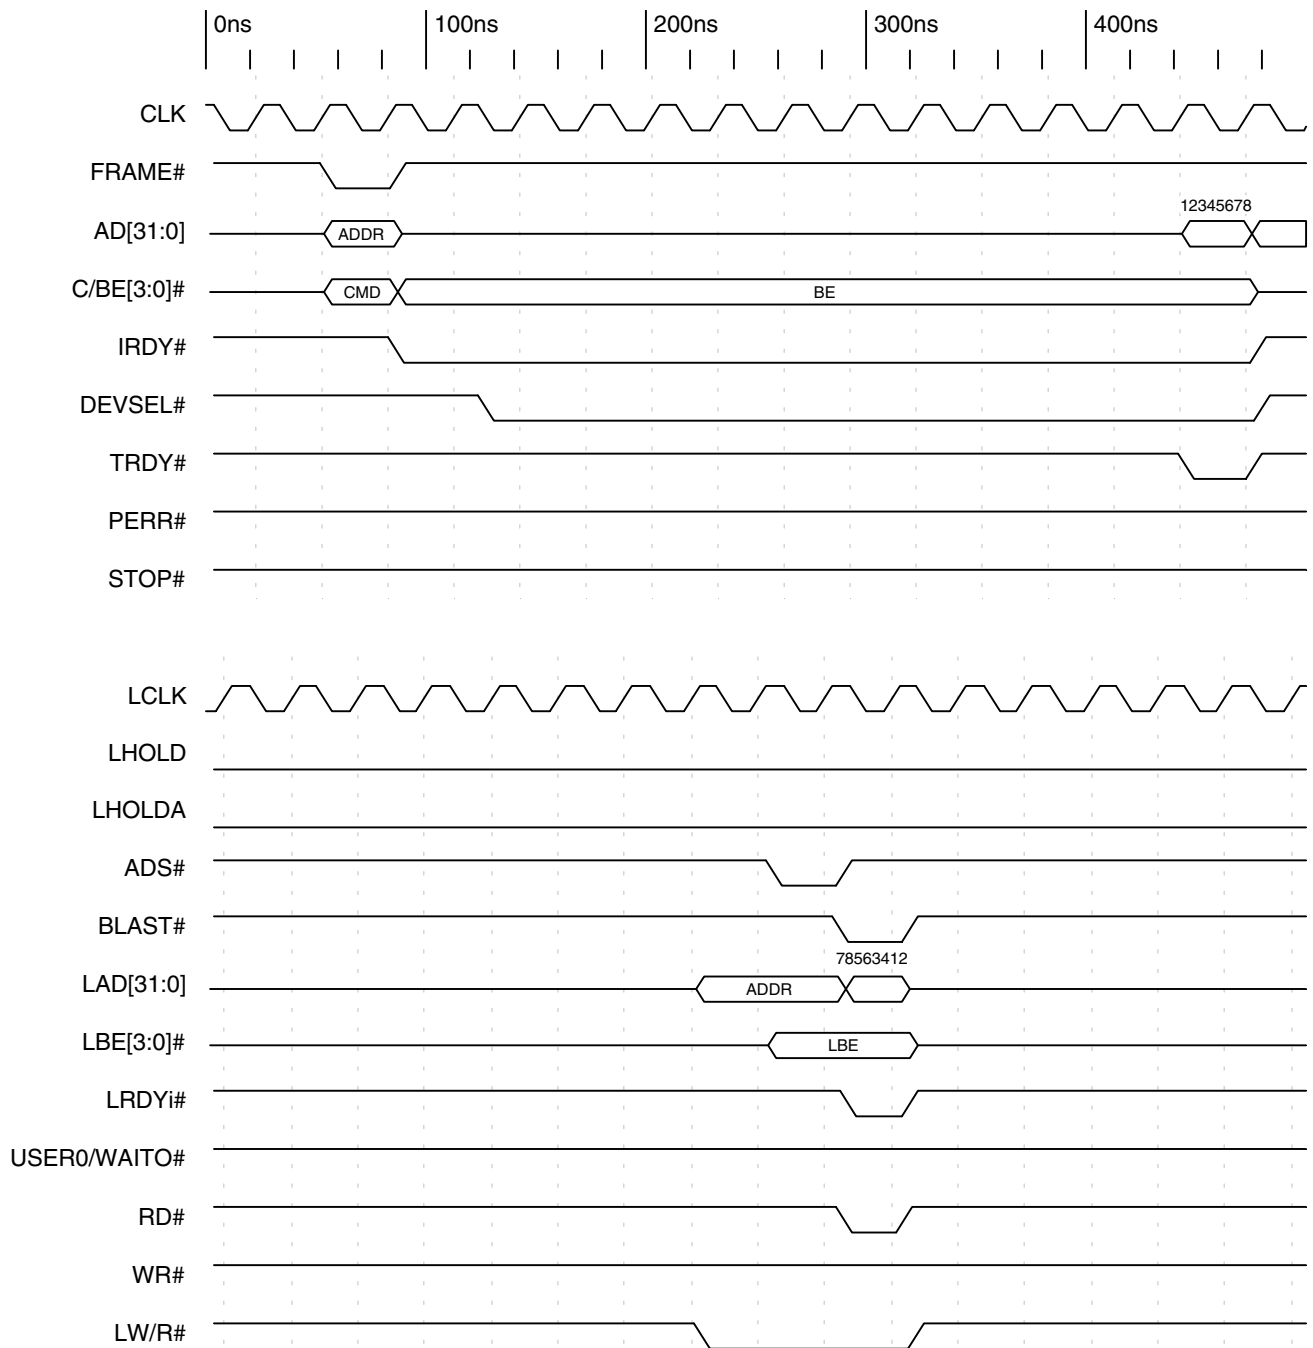 0ns 100ns 200ns 300ns 400ns
CLK
FRAME#
12345678
AD[31:0] ADDR
C/BE[3:0]# CMD BE
IRDY#
DEVSEL#
TRDY#
PERR#
STOP#
LCLK
LHOLD
LHOLDA
ADS#
BLAST#
78563412
LAD[31:0] ADDR
LBE[3:0]# LBE
LRDYi#
USER0/WAITO#
RD#
WR#
LW/R#